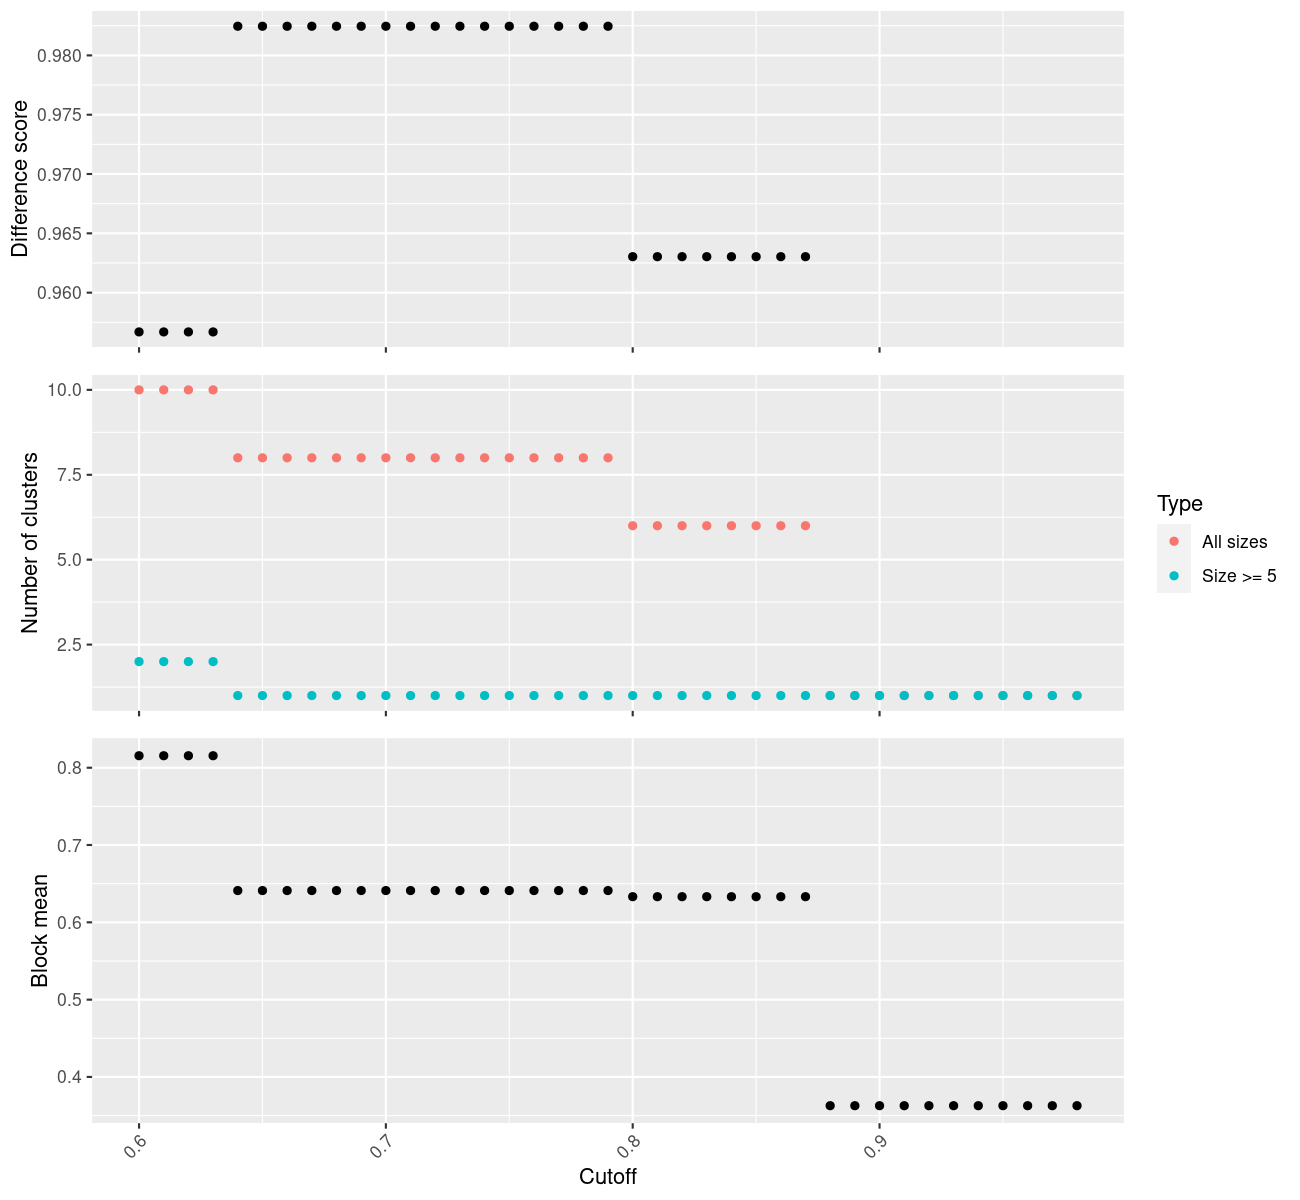 Difference score
0.980
0.975
0.970
0.965
0.960
Number of clusters
10.0
7.5
5.0
2.5
Type
All sizes
Size >= 5
Block mean
0.8
0.7
0.6
0.5
0.4
0.6
0.7
0.8
0.9
Cutoff